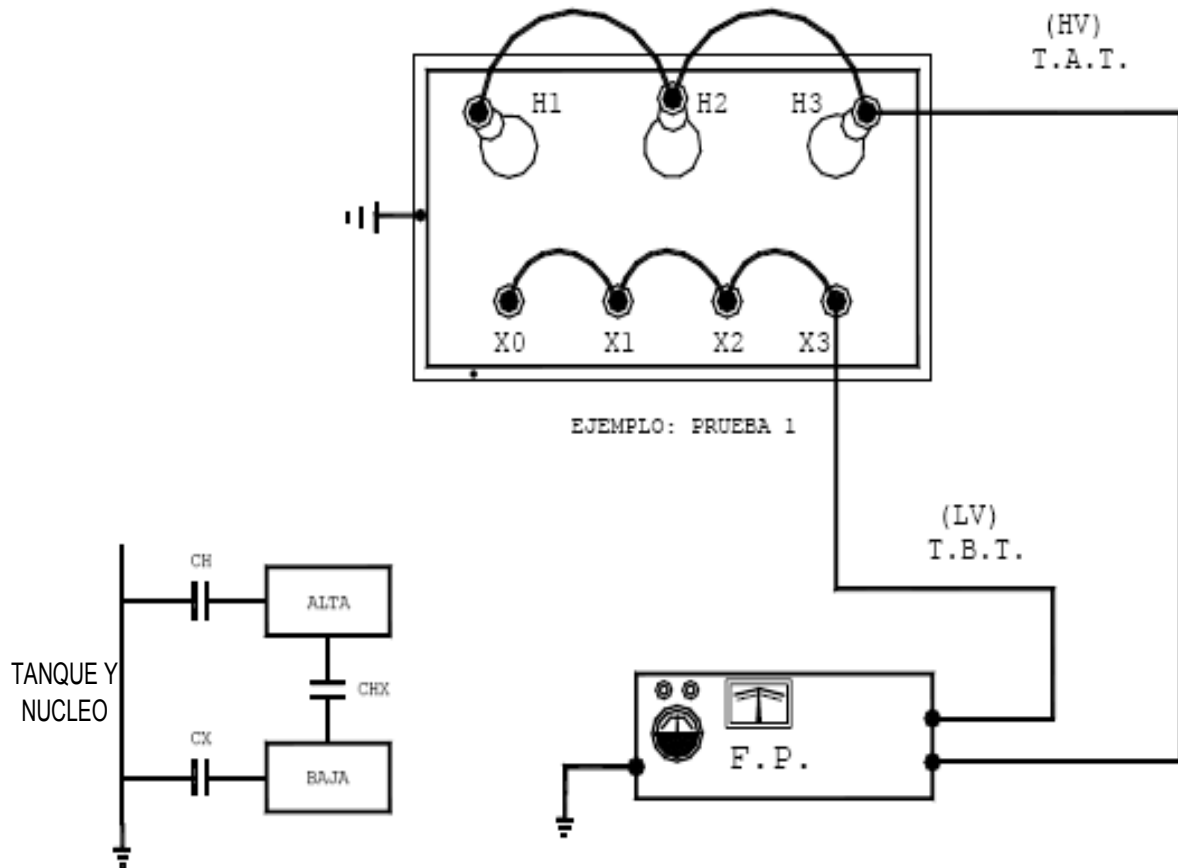 (HV)
T.A.T.
H1
H2
H3
X0
X1
X2
X3
EJEMPLO: PRUEBA 1
(LV)
T.B.T.
CH
ALTA
TANQUE Y
NUCLEO
CHX
CX
BAJA
F.P.